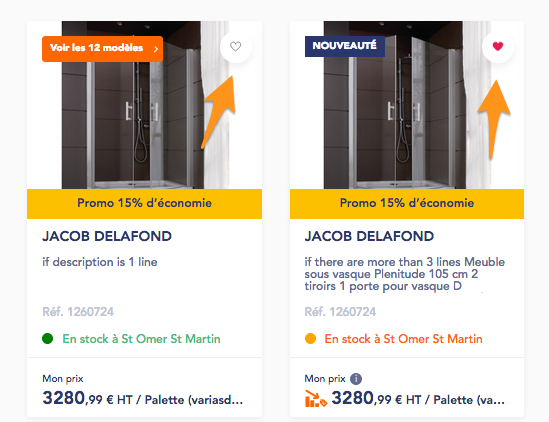 Voir les 12 modèles
Promo 15% d'économie
JACOB DELAFOND
if description is 1 line
Réf. 1260724
En stock à St Omer St Martin
Mon prix
3280,99 € HT / Palette (variasd...
NOUVEAUTÉ
Promo 15% d'économie
JACOB DELAFOND
if there are more than 3 lines Meuble
sous vasque Plenitude 105 cm 2
tiroirs 1 porte pour vasque D
Réf. 1260724
En stock à St Omer St Martin
Mon prix i
3280,99 € HT / Palette (va...